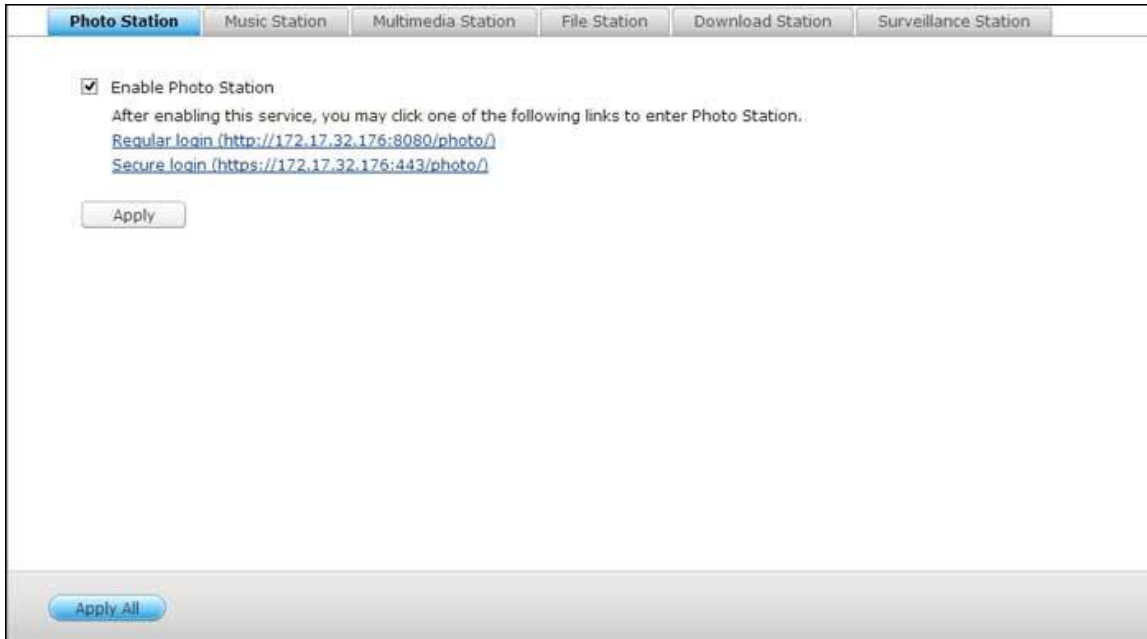 Photo Station Music Station Multimedia Station File Station Download Station Surveillance Station
Enable Photo Station
After enabling this service, you may click one of the following links to enter Photo Station.
Regular login (http://172.17.32.176:8080/photo/)
Secure login (https://172.17.32.176:443/photo/)
Apply
Apply All